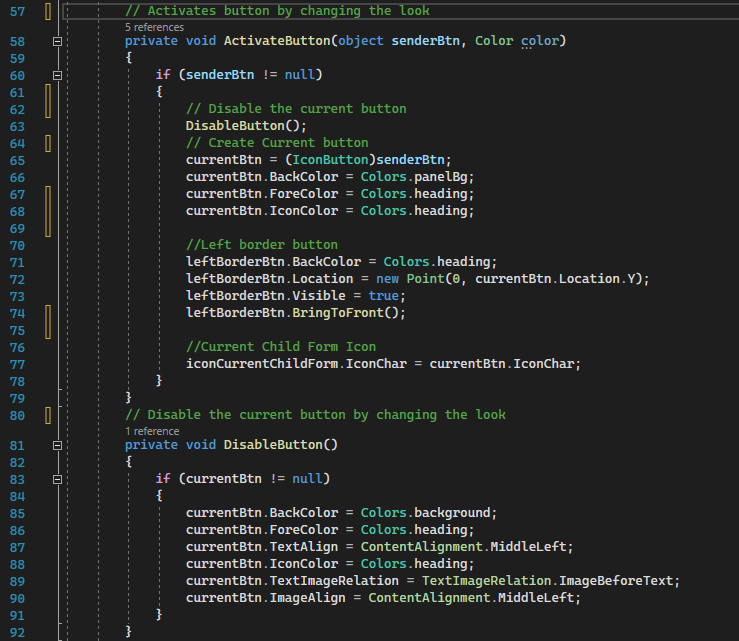 57 // Activates button by changing the look
5 references
58 private void ActivateButton(object senderBtn, Color color)
59 {
60 if (senderBtn != null)
61 {
62 // Disable the current button
63 DisableButton();
64 // Create Current button
65 currentBtn = (IconButton)senderBtn;
66 currentBtn.BackColor = Colors.panelBg;
67 currentBtn.ForeColor = Colors.heading;
68 currentBtn.IconColor = Colors.heading;
69
70 //Left border button
71 leftBorderBtn.BackColor = Colors.heading;
72 leftBorderBtn.Location = new Point(0, currentBtn.Location.Y);
73 leftBorderBtn.Visible = true;
74 leftBorderBtn.BringToFront();
75
76 //Current Child Form Icon
77 iconCurrentChildForm.IconChar = currentBtn.IconChar;
78 }
79 }
80 // Disable the current button by changing the look
1 reference
81 private void DisableButton()
82 {
83 if (currentBtn != null)
84 {
85 currentBtn.BackColor = Colors.background;
86 currentBtn.ForeColor = Colors.heading;
87 currentBtn.TextAlign = ContentAlignment.MiddleLeft;
88 currentBtn.IconColor = Colors.heading;
89 currentBtn.TextImageRelation = TextImageRelation.ImageBeforeText;
90 currentBtn.ImageAlign = ContentAlignment.MiddleLeft;
91 }
92 }